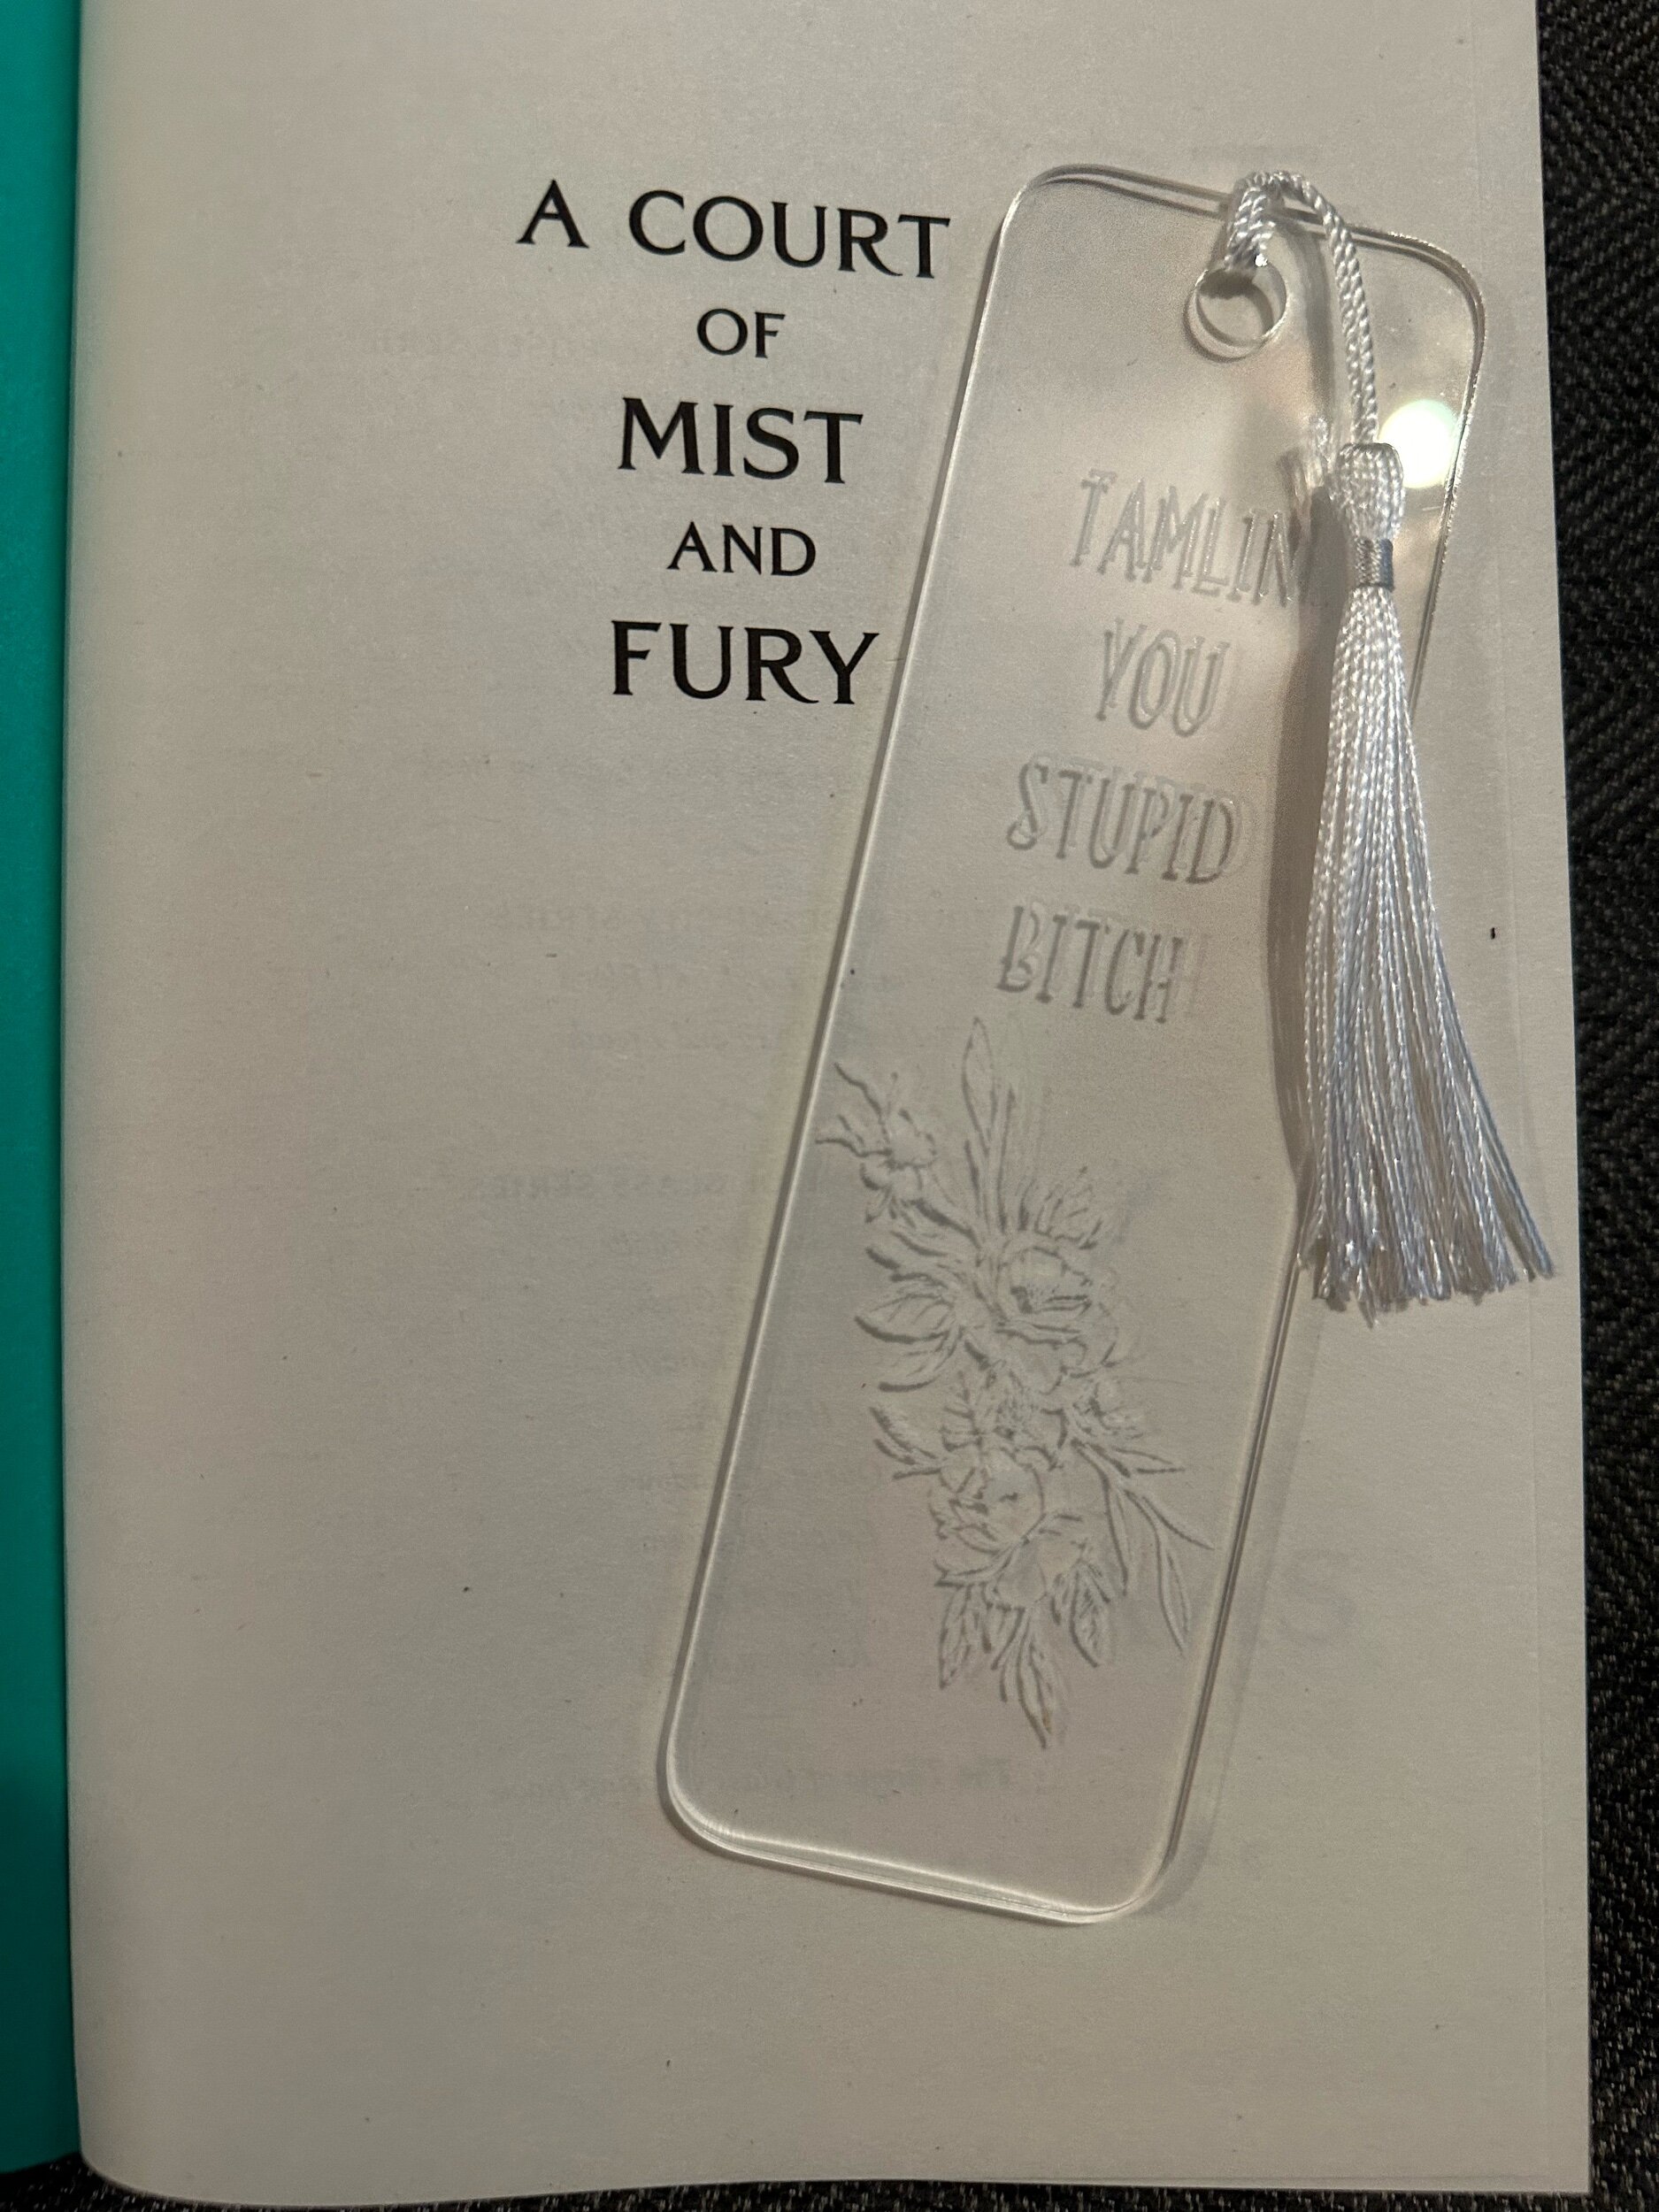 A COURT
OF
MIST
AND
FURY
TAMLIN
YOU
STUPID
BITCH